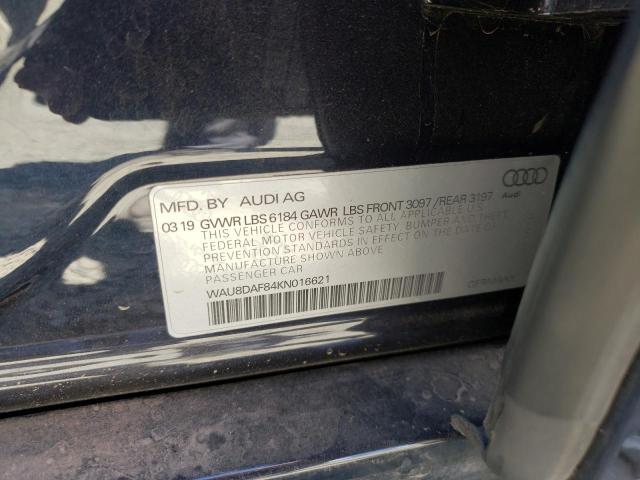 MFD. BY AUDI AG
03 19 GVWR LBS 6184 GAWR LBS FRONT 3097 / REAR 3197
Audi
THIS VEHICLE CONFORMS TO ALL APPLICABLE U.S.
FEDERAL MOTOR VEHICLE SAFETY, BUMPER, AND THEFT
PREVENTION STANDARDS IN EFFECT ON THE DATE OF
MANUFACTURE SHOWN ABOVE.
PASSENGER CAR
WAU8DAF84KN016621
GERMANY